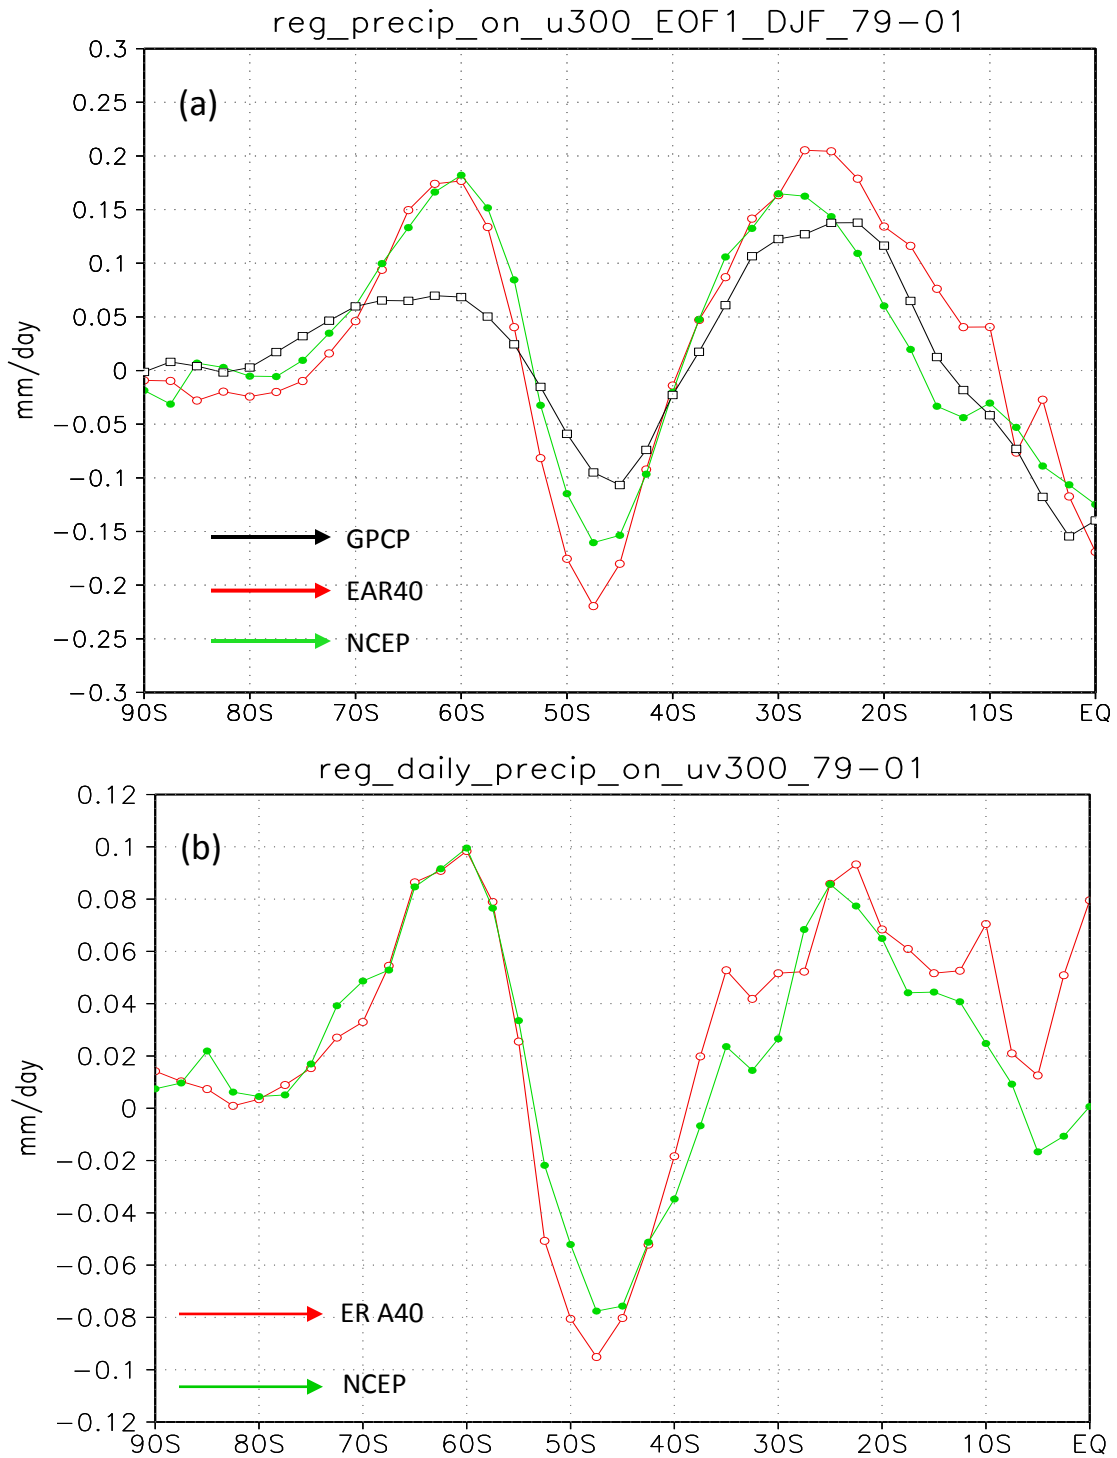 reg_precip_on_u300_EOF1_DJF_79-01
(a)
0.3
0.25
0.2
0.15
0.1
0.05
0
-0.05
-0.1
-0.15
-0.2
-0.25
-0.3
mm/day
GPCP
EAR40
NCEP
90S 80S 70S 60S 50S 40S 30S 20S 10S EQ
reg_daily_precip_on_uv300_79-01
(b)
0.12
0.1
0.08
0.06
0.04
0.02
0
-0.02
-0.04
-0.06
-0.08
-0.1
-0.12
mm/day
ER A40
NCEP
90S 80S 70S 60S 50S 40S 30S 20S 10S EQ